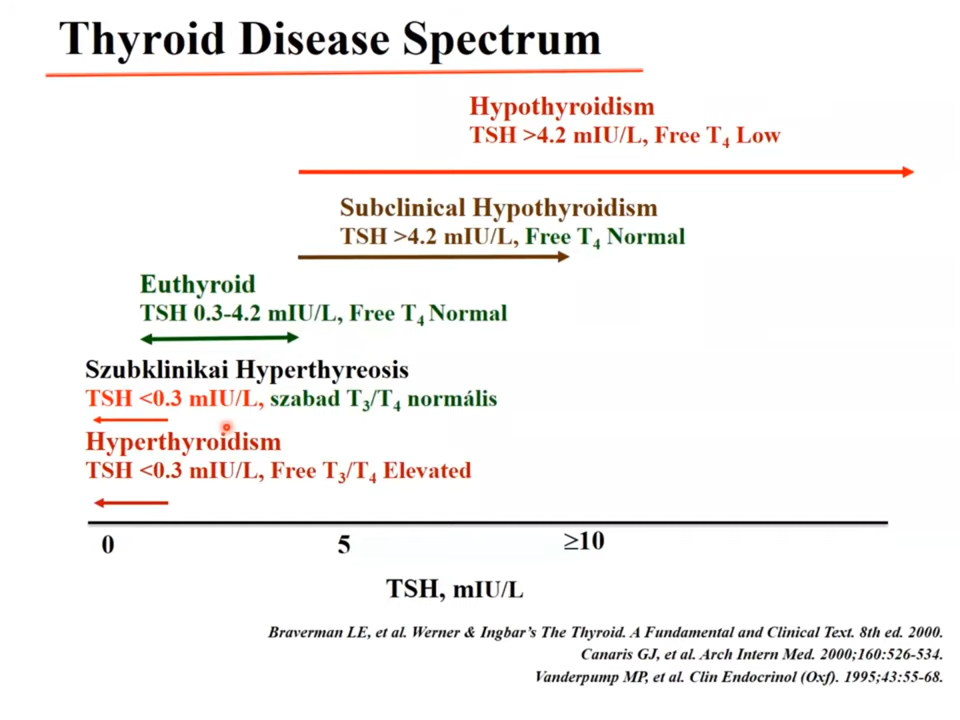 Thyroid Disease Spectrum
Hypothyroidism
TSH >4.2 mIU/L, Free T₄ Low
Subclinical Hypothyroidism
TSH >4.2 mIU/L, Free T₄ Normal
Euthyroid
TSH 0.3-4.2 mIU/L, Free T₄ Normal
Szubklinikai Hyperthyreosis
TSH <0.3 mIU/L, szabad T₃/T₄ normális
Hyperthyroidism
TSH <0.3 mIU/L, Free T₃/T₄ Elevated
0 5 ≥10
TSH, mIU/L
Braverman LE, et al. Werner & Ingbar's The Thyroid. A Fundamental and Clinical Text. 8th ed. 2000.
Canaris GJ, et al. Arch Intern Med. 2000;160:526-534.
Vanderpump MP, et al. Clin Endocrinol (Oxf). 1995;43:55-68.